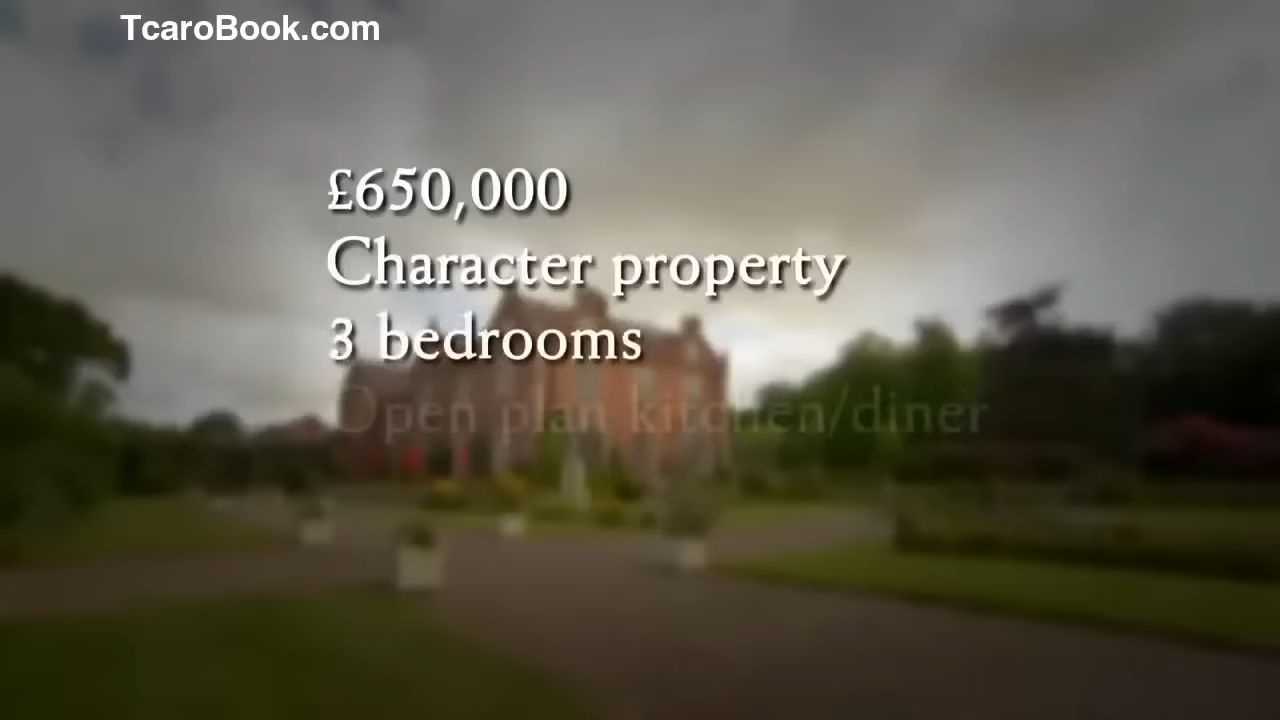 TcaroBook.com
£650,000
Character property
3 bedrooms
Open plan kitchen/diner